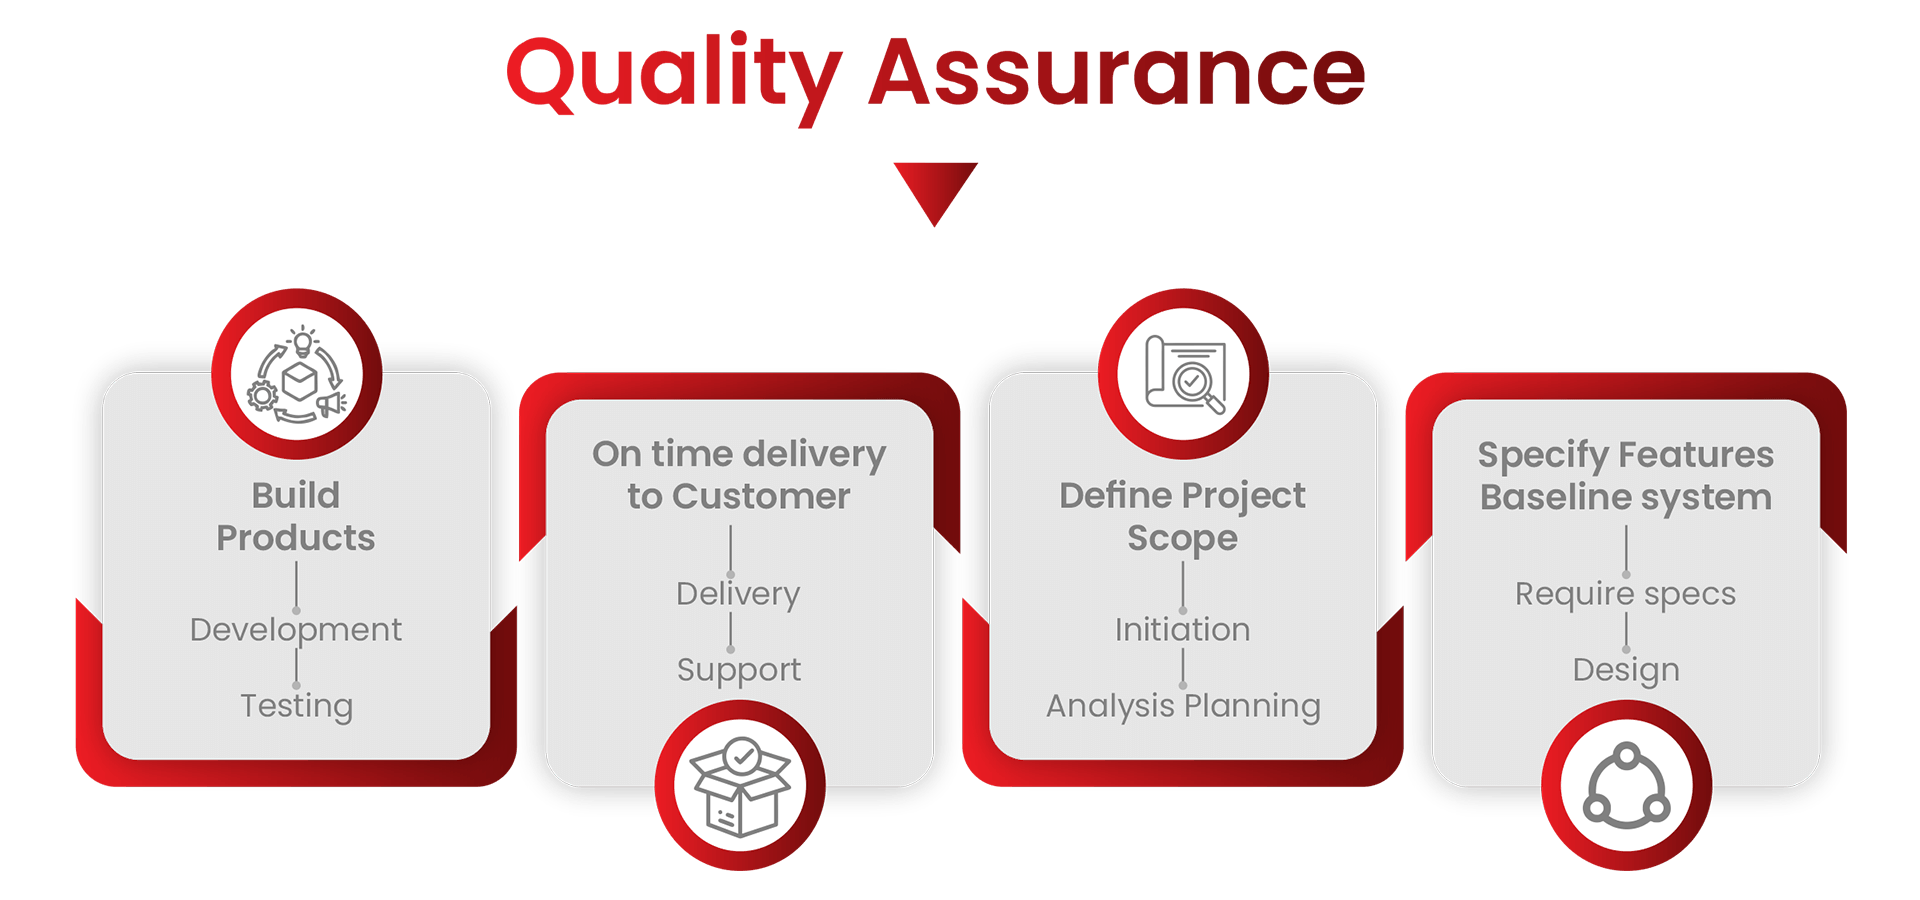 Quality Assurance
Build
Products
Development
Testing
On time delivery
to Customer
Delivery
Support
Define Project
Scope
Initiation
Analysis Planning
Specify Features
Baseline system
Require specs
Design